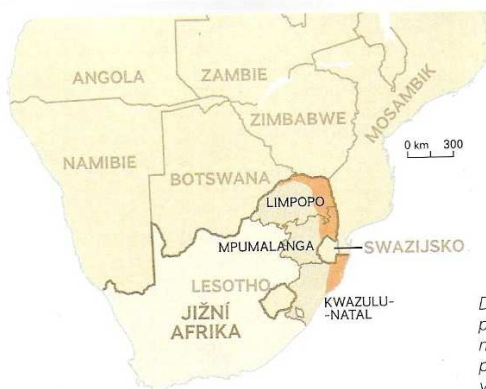 ANGOLA
ZAMBIE
MOSAMBIK
ZIMBABWE
0 km 300
NAMIBIE
BOTSWANA
LIMPOPO
MPUMALANGA
SWAZIJSKO
LESOTHO
KWAZULU-
-NATAL
JIŽNÍ
AFRIKA